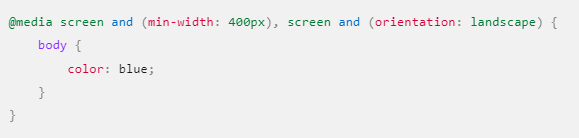 @media screen and (min-width: 400px), screen and (orientation: landscape) {
    body {
        color: blue;
    }
}